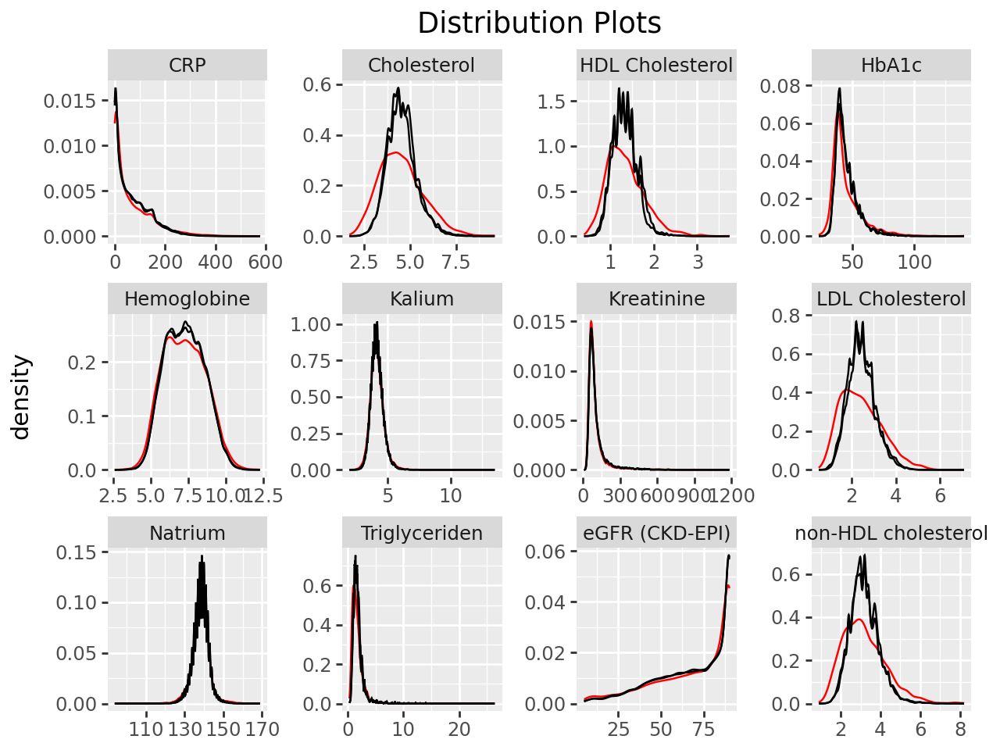 Distribution Plots
CRP
Cholesterol
HDL Cholesterol
HbA1c
0.015
0.010
0.005
0.000
0 200 400 600
0.6
0.4
0.2
0.0
2.5 5.0 7.5
1.5
1.0
0.5
0.0
1 2 3
0.08
0.06
0.04
0.02
0.00
50 100
density
Hemoglobine
Kalium
Kreatinine
LDL Cholesterol
0.2
0.1
0.0
2.5 5.0 7.5 10.0 12.5
1.00
0.75
0.50
0.25
0.00
5 10
0.015
0.010
0.005
0.000
0 300 600 900 1200
0.8
0.6
0.4
0.2
0.0
2 4 6
Natrium
Triglyceriden
eGFR (CKD-EPI)
non-HDL cholesterol
0.15
0.10
0.05
0.00
110 130 150 170
0.6
0.4
0.2
0.0
0 10 20
0.06
0.04
0.02
0.00
25 50 75
0.6
0.4
0.2
0.0
2 4 6 8